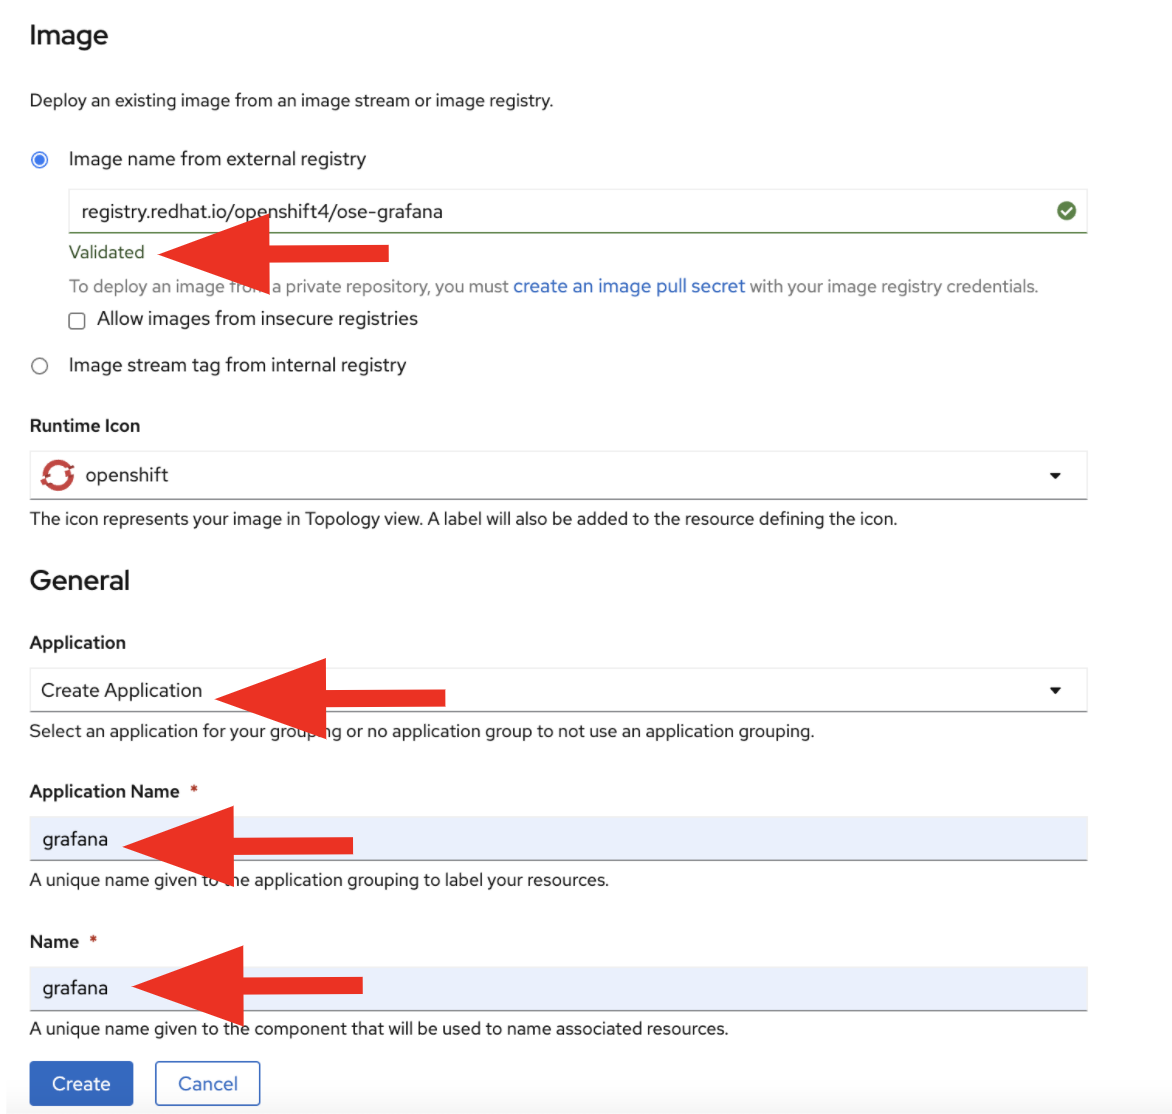 Image
Deploy an existing image from an image stream or image registry.
Image name from external registry
registry.redhat.io/openshift4/ose-grafana
Validated
To deploy an image from a private repository, you must create an image pull secret with your image registry credentials.
Allow images from insecure registries
Image stream tag from internal registry
Runtime Icon
openshift
The icon represents your image in Topology view. A label will also be added to the resource defining the icon.
General
Application
Create Application
Select an application for your grouping or no application group to not use an application grouping.
Application Name *
grafana
A unique name given to the application grouping to label your resources.
Name *
grafana
A unique name given to the component that will be used to name associated resources.
Create Cancel